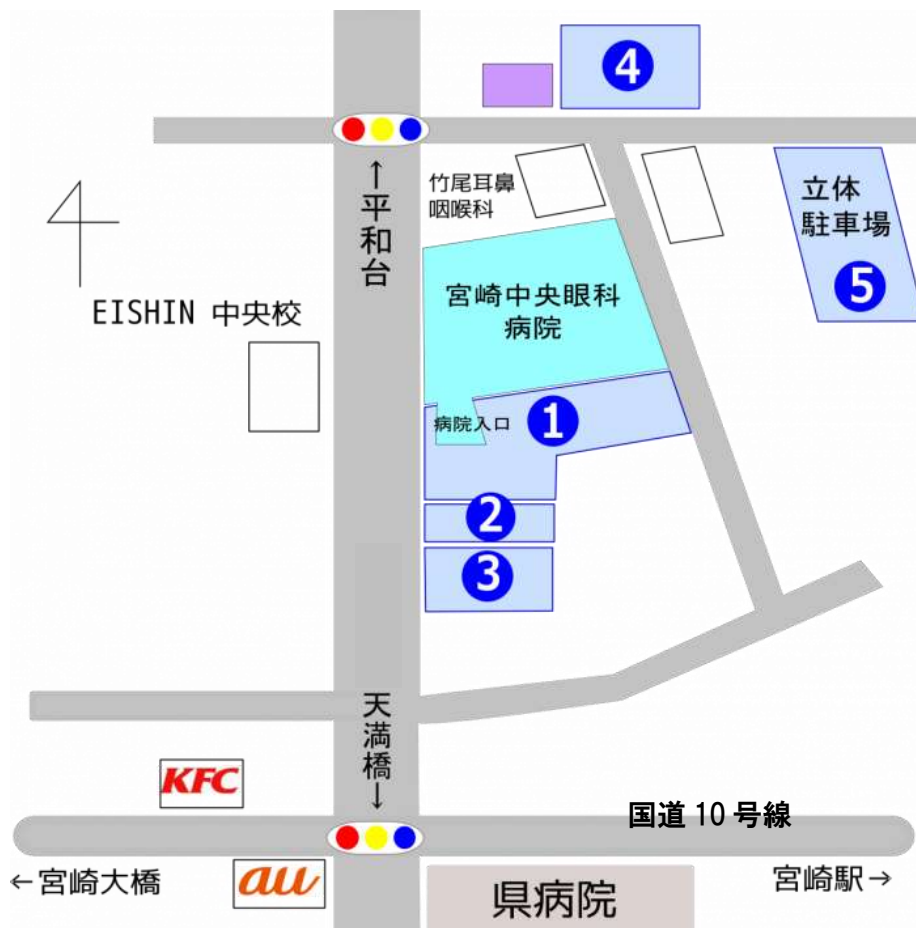 4
↑平和台
竹尾耳鼻
咽喉科
立体
駐車場
5
宮崎中央眼科
病院
EISHIN 中央校
病院入口
1
2
3
天満橋↓
KFC
国道10号線
←宮崎大橋
au
県病院
宮崎駅→